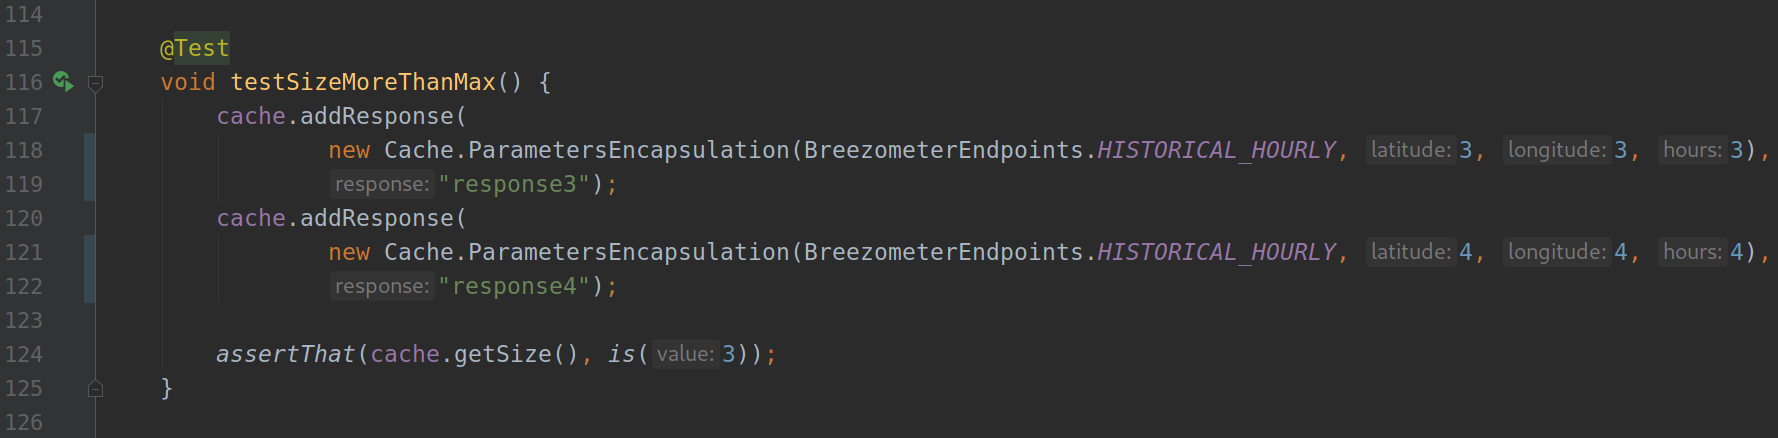 114
115 @Test
116 void testSizeMoreThanMax() {
117 cache.addResponse(
118 new Cache.ParametersEncapsulation(BreezometerEndpoints.HISTORICAL_HOURLY, latitude: 3, longitude: 3, hours: 3),
119 response: "response3");
120 cache.addResponse(
121 new Cache.ParametersEncapsulation(BreezometerEndpoints.HISTORICAL_HOURLY, latitude: 4, longitude: 4, hours: 4),
122 response: "response4");
123
124 assertThat(cache.getSize(), is( value: 3));
125 }
126